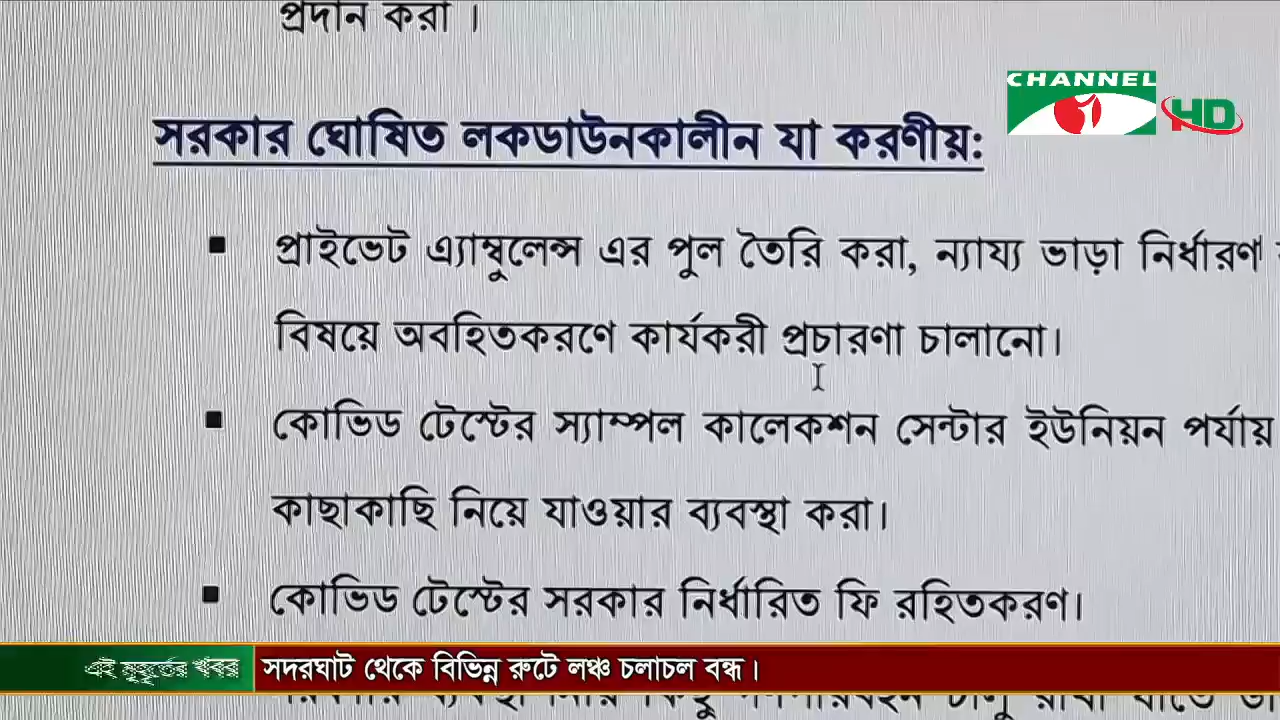 প্রদান করা ।
CHANNEL
i HD
সরকার ঘোষিত লকডাউনকালীন যা করণীয়:
▪ প্রাইভেট এ্যাম্বুলেন্স এর পুল তৈরি করা, ন্যায্য ভাড়া নির্ধারণ
বিষয়ে অবহিতকরণে কার্যকরী প্রচারণা চালানো।
▪ কোভিড টেস্টের স্যাম্পল কালেকশন সেন্টার ইউনিয়ন পর্যায়
কাছাকাছি নিয়ে যাওয়ার ব্যবস্থা করা।
▪ কোভিড টেস্টের সরকার নির্ধারিত ফি রহিতকরণ।
এই মুহূর্তের খবর
সদরঘাট থেকে বিভিন্ন রুটে লঞ্চ চলাচল বন্ধ।